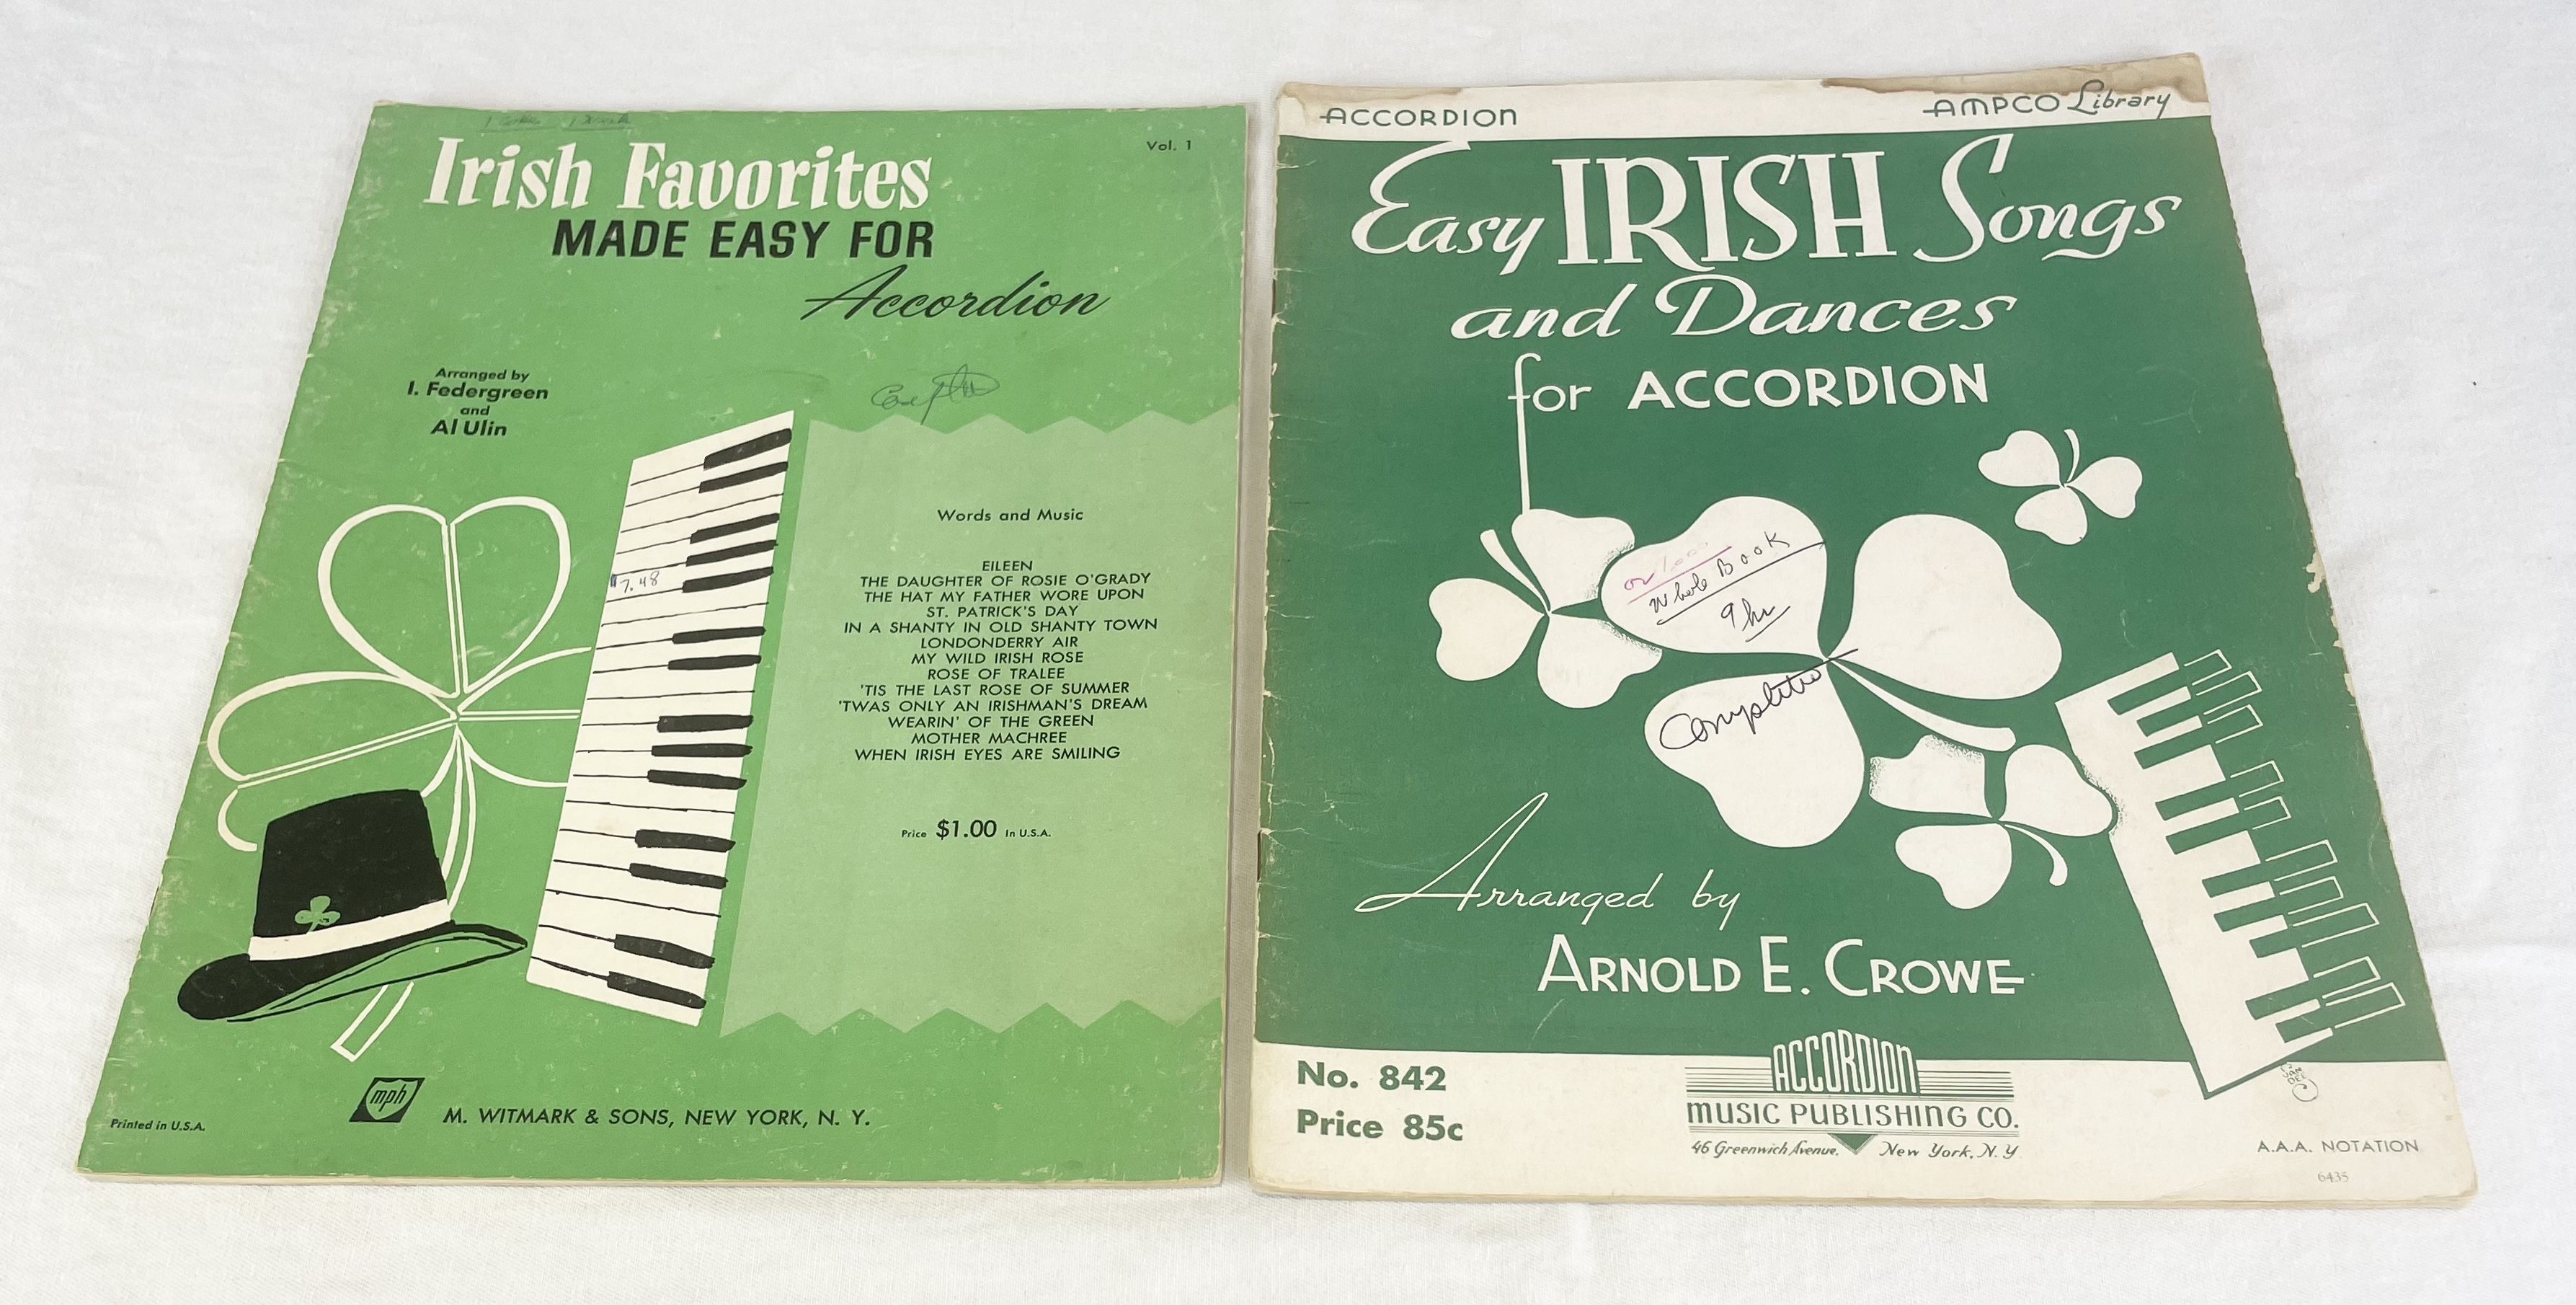 Vol. 1
Irish Favorites
MADE EASY FOR
Accordion
Arranged by
I. Federgreen
and
Al Ulin
7.48
Words and Music
EILEEN
THE DAUGHTER OF ROSIE O'GRADY
THE HAT MY FATHER WORE UPON
ST. PATRICK'S DAY
IN A SHANTY IN OLD SHANTY TOWN
LONDONDERRY AIR
MY WILD IRISH ROSE
ROSE OF TRALEE
'TIS THE LAST ROSE OF SUMMER
'TWAS ONLY AN IRISHMAN'S DREAM
WEARIN' OF THE GREEN
MOTHER MACHREE
WHEN IRISH EYES ARE SMILING
Price $1.00 In U.S.A.
mph
M. WITMARK & SONS, NEW YORK, N. Y.
Printed in U.S.A.
ACCORDION
AMPCO Library
Easy IRISH Songs
and Dances
for ACCORDION
Whole Book
9 hr
Arranged by
ARNOLD E. CROWE
No. 842
Price 85c
ACCORDION
MUSIC PUBLISHING CO.
46 Greenwich Avenue. New York, N. Y
A.A.A. NOTATION
6435